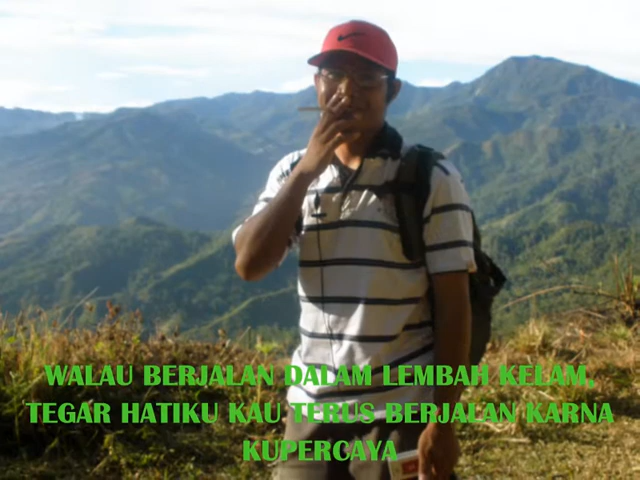 WALAU BERJALAN DALAM LEMBAH KELAM.
TEGAR HATIKU KAU TERUS BERJALAN KARNA
KUPERCAYA